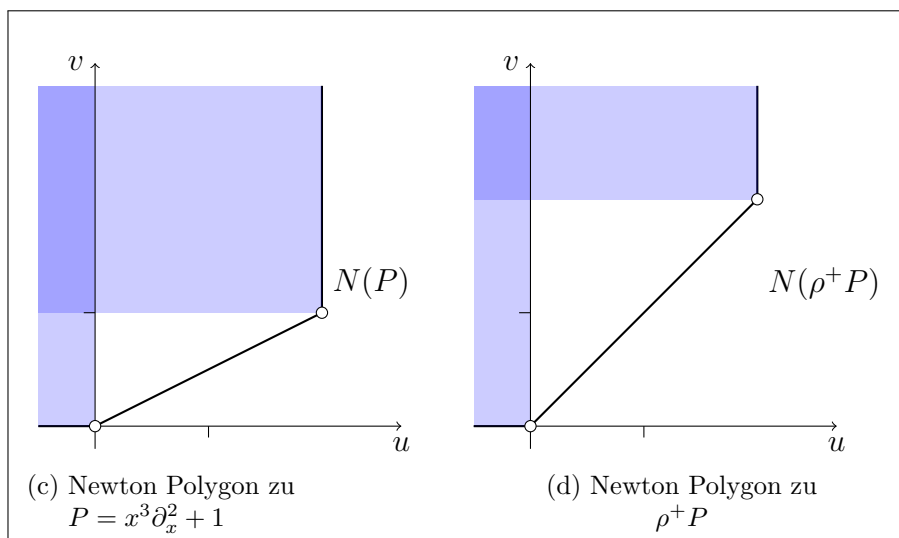 v
N(P)
u
(c) Newton Polygon zu
P = x³∂ₓ² + 1
v
N(ρ⁺P)
u
(d) Newton Polygon zu
ρ⁺P